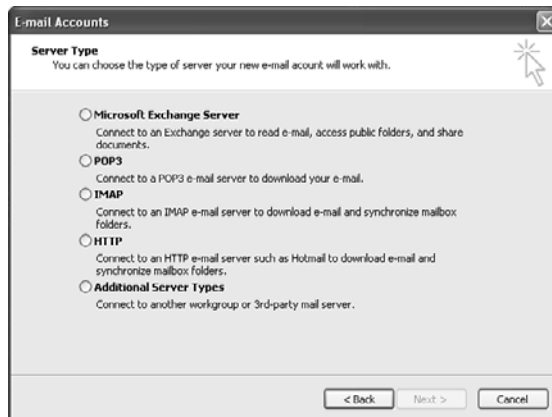 E-mail Accounts
Server Type
You can choose the type of server your new e-mail acount will work with.
Microsoft Exchange Server
Connect to an Exchange server to read e-mail, access public folders, and share
documents.
POP3
Connect to a POP3 e-mail server to download your e-mail.
IMAP
Connect to an IMAP e-mail server to download e-mail and synchronize mailbox
folders.
HTTP
Connect to an HTTP e-mail server such as Hotmail to download e-mail and
synchronize mailbox folders.
Additional Server Types
Connect to another workgroup or 3rd-party mail server.
< Back Next > Cancel